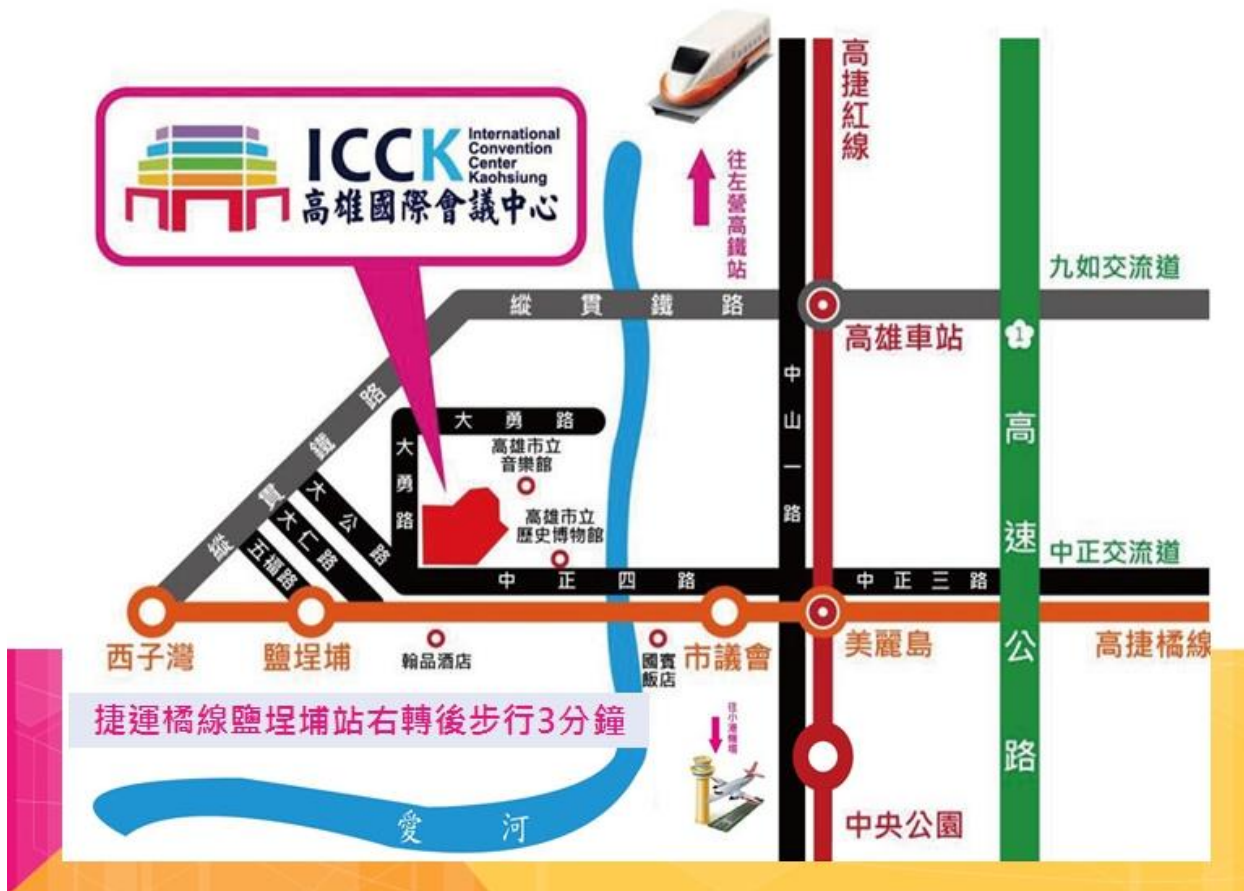 ICCK
International
Convention
Center
Kaohsiung
高雄國際會議中心
往左營高鐵站
高捷紅線
九如交流道
縱貫鐵路
高雄車站
1
高速公路
中山一路
縱貫鐵路
大勇路
大勇路
高雄市立
音樂館
高雄市立
歷史博物館
大公路
大仁路
五福路
中正四路
中正三路
中正交流道
西子灣
鹽埕埔
翰品酒店
國賓
飯店
市議會
美麗島
高捷橘線
捷運橘線鹽埕埔站右轉後步行3分鐘
往小港機場
中央公園
愛河